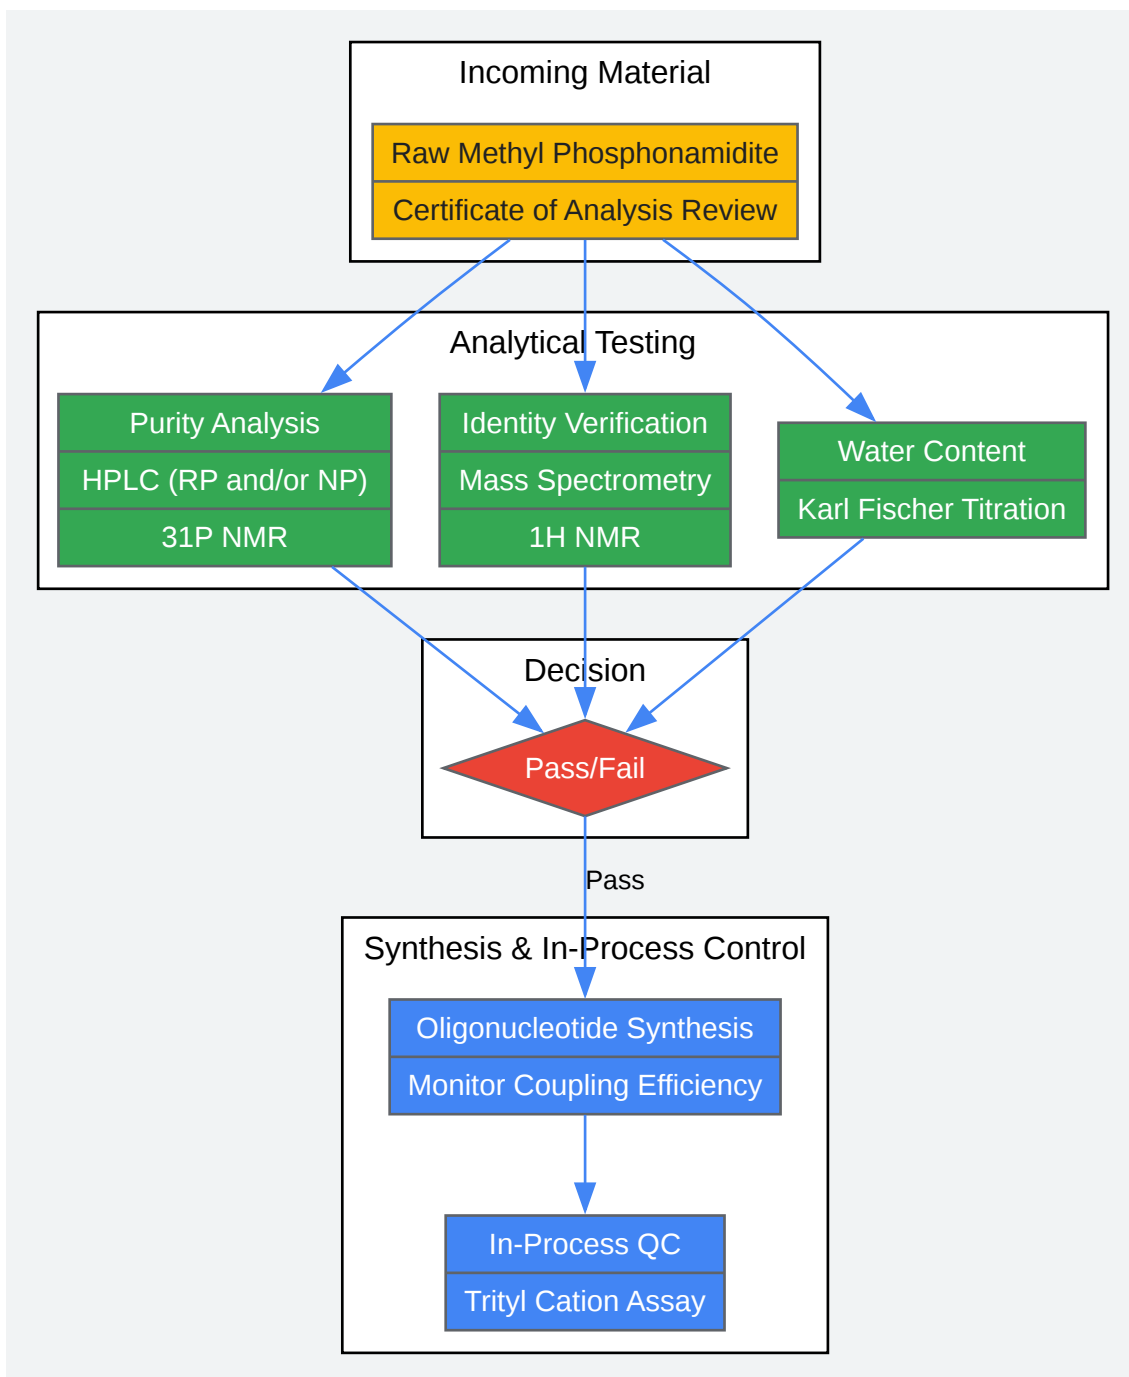 Incoming Material
Raw Methyl Phosphonamidite
Certificate of Analysis Review
Analytical Testing
Purity Analysis
HPLC (RP and/or NP)
31P NMR
Identity Verification
Mass Spectrometry
1H NMR
Water Content
Karl Fischer Titration
Decision
Pass/Fail
Pass
Synthesis & In-Process Control
Oligonucleotide Synthesis
Monitor Coupling Efficiency
In-Process QC
Trityl Cation Assay